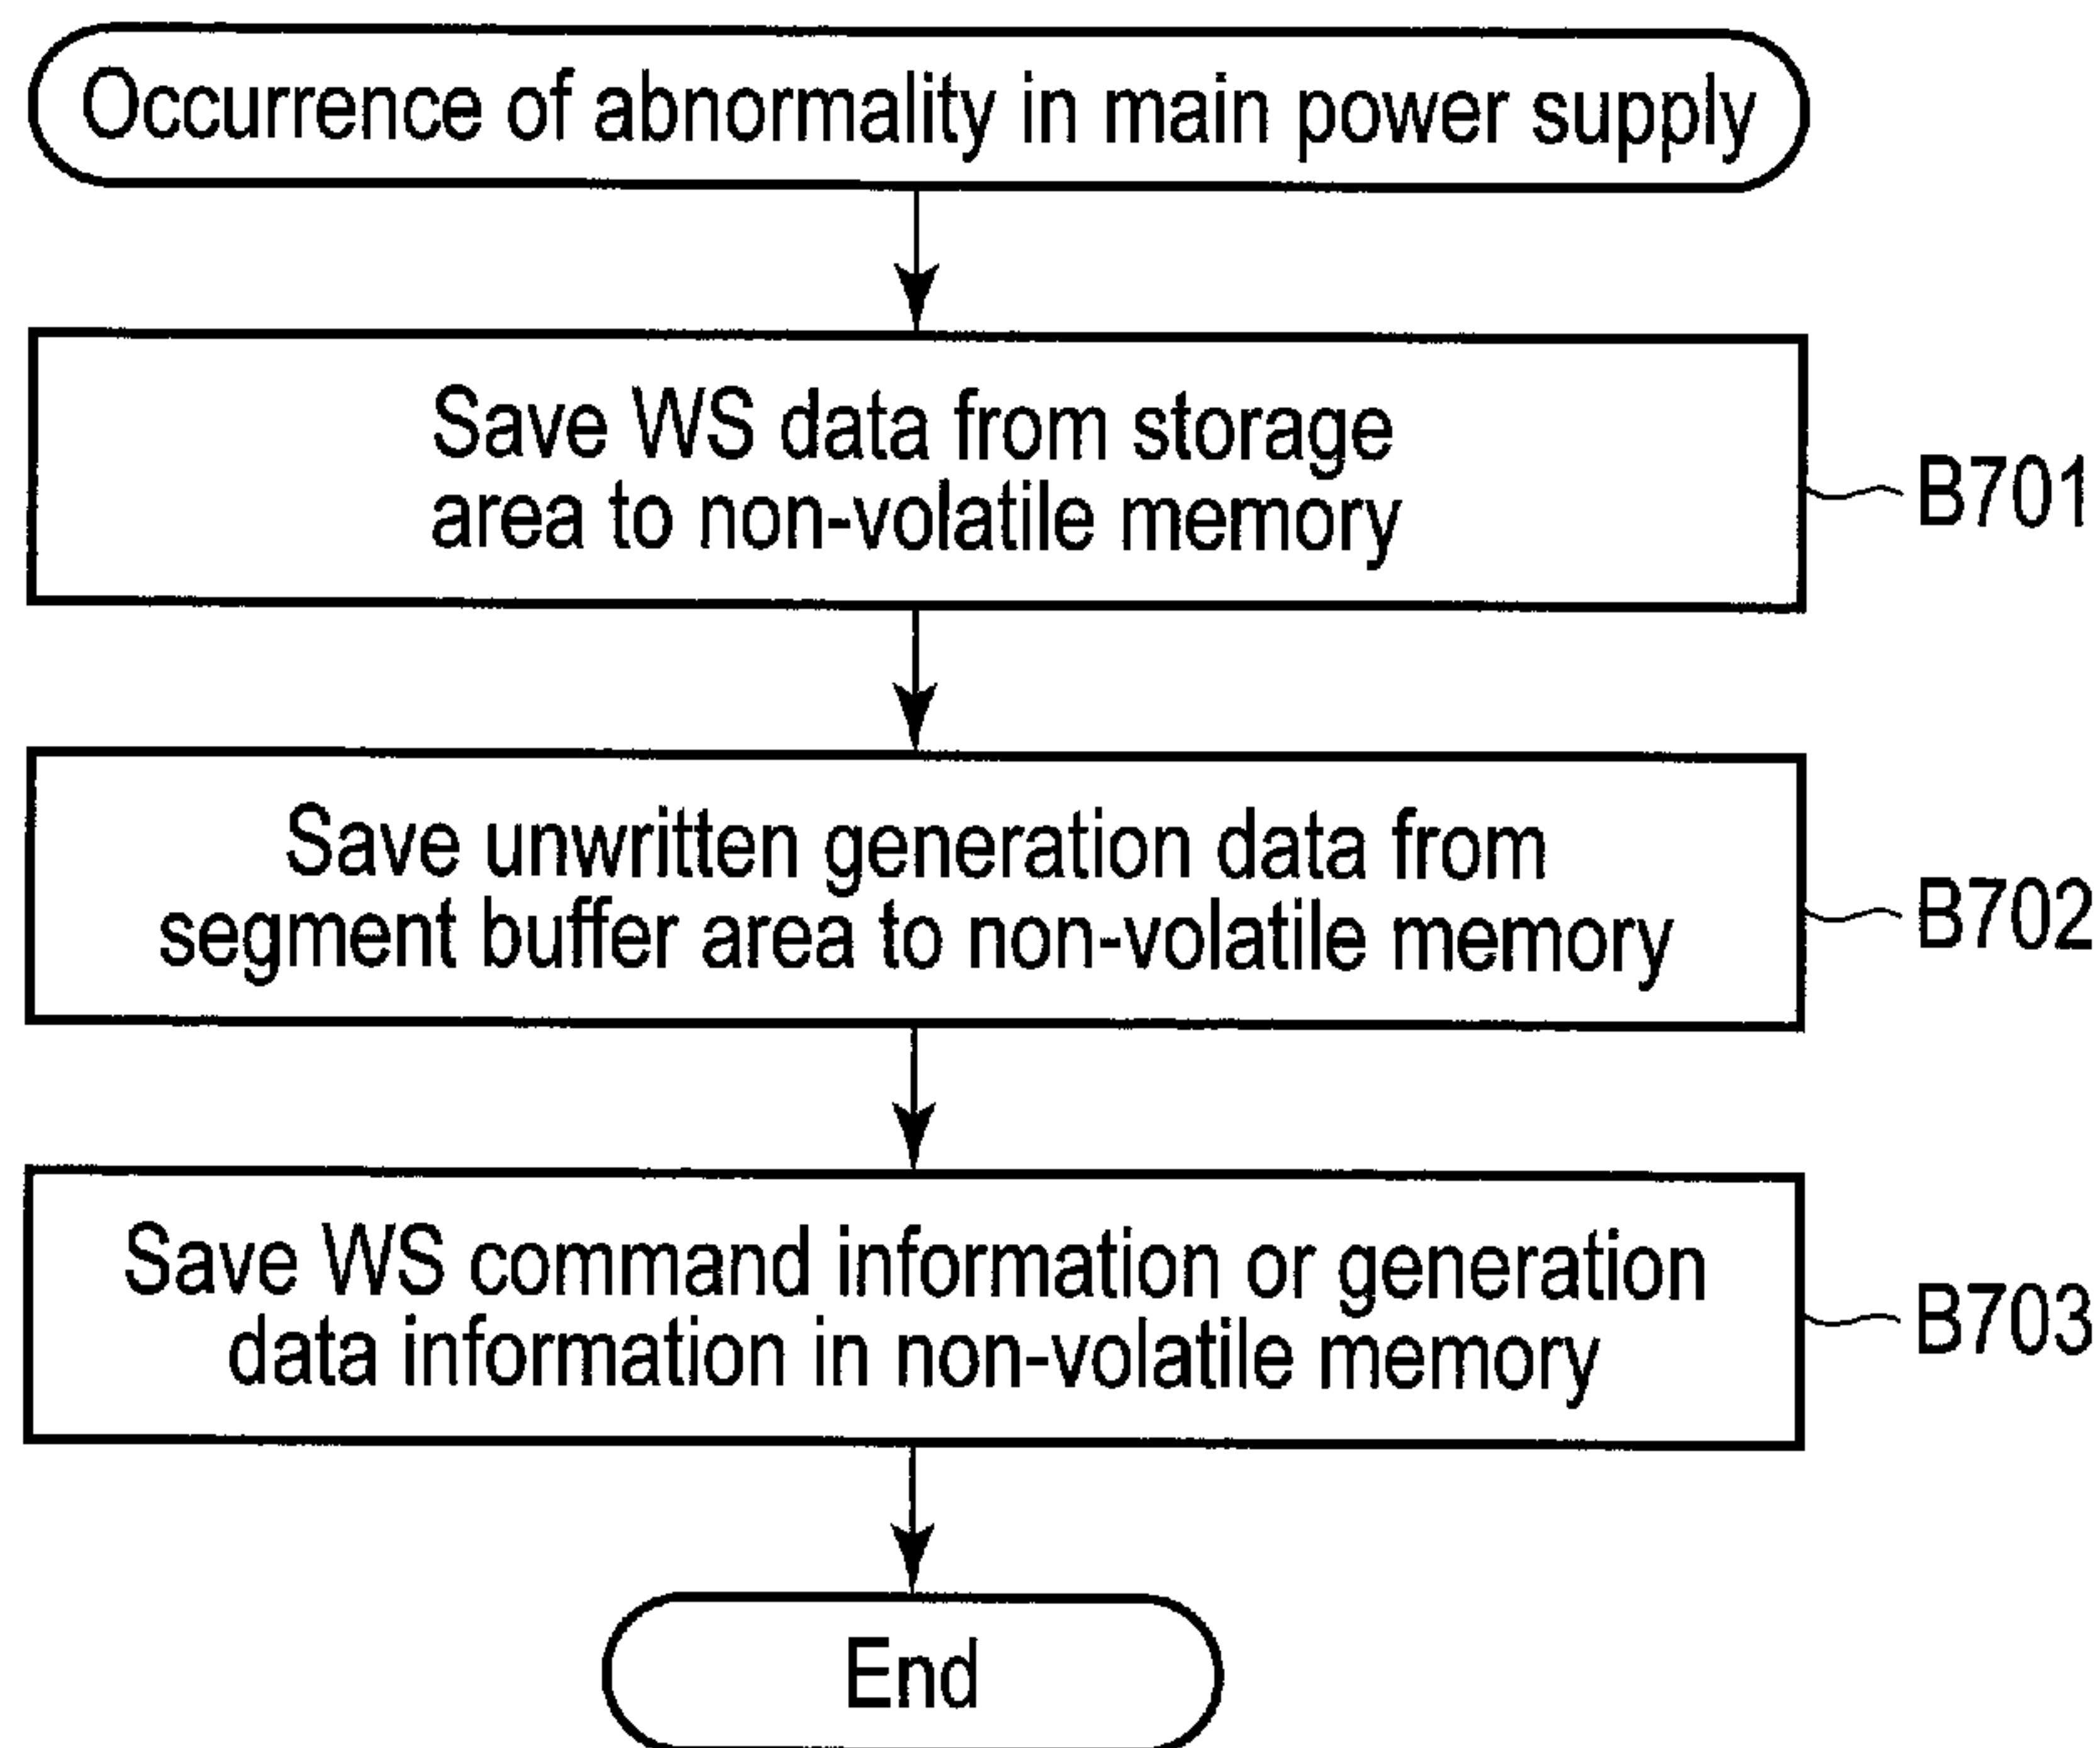 Occurrence of abnormality in main power supply
Save WS data from storage
area to non-volatile memory
B701
Save unwritten generation data from
segment buffer area to non-volatile memory
B702
Save WS command information or generation
data information in non-volatile memory
B703
End